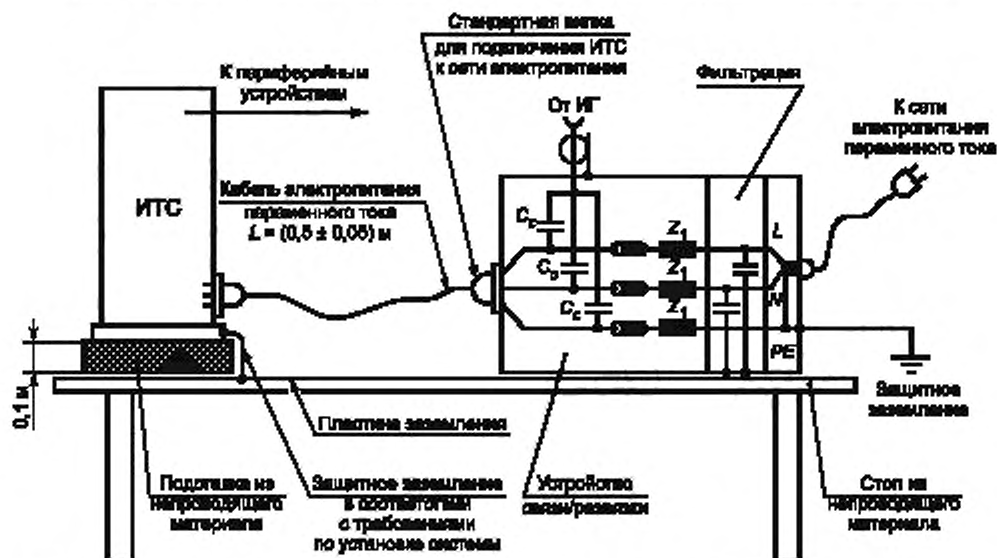 Стандартная вилка
для подключения ИТС
к сети электропитания
К периферийным
устройствам
Фильтрация
От ИГ
К сети
электропитания
переменного тока
ИТС
Кабель электропитания
переменного тока
L = (0,5 ± 0,05) м
Cc
Z1
L
Cc
Z1
N
Cc
Z1
PE
0,1 м
Защитное
заземление
Пластина заземления
Подставка из
непроводящего
материала
Защитное заземление
в соответствии
с требованиями
по установке системы
Устройство
связи/развязки
Стол из
непроводящего
материала